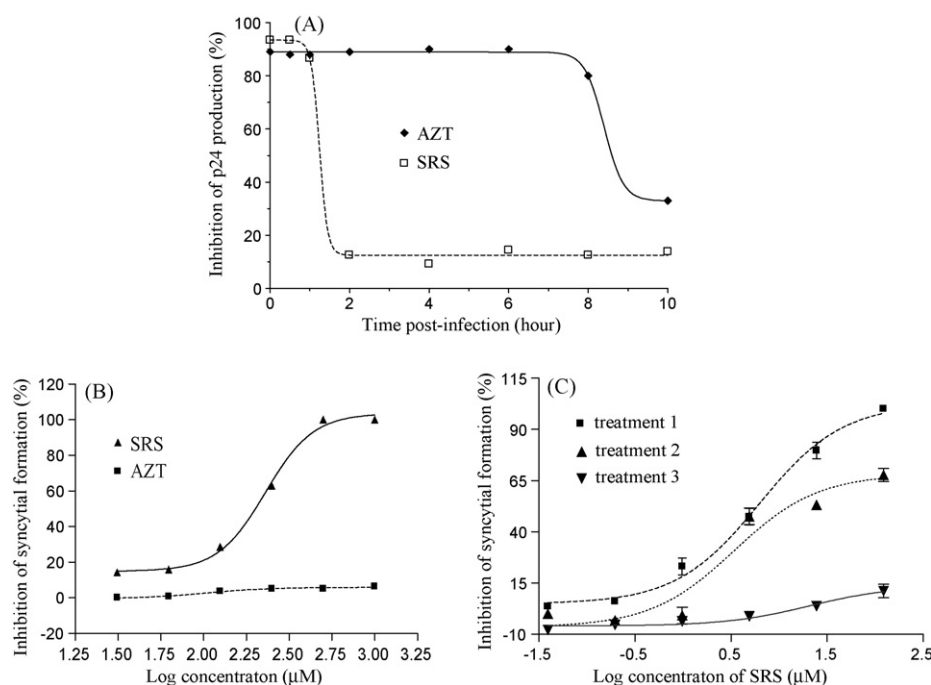 (A)
Inhibition of p24 production (%)
100
80
60
40
20
0
AZT
SRS
0 2 4 6 8 10
Time post-infection (hour)
(B)
Inhibition of syncytial formation (%)
120
100
80
60
40
20
0
-20
SRS
AZT
1.25 1.50 1.75 2.00 2.25 2.50 2.75 3.00 3.25
Log concentraton (µM)
(C)
Inhibition of syncytial formation (%)
115
90
65
40
15
-10
treatment 1
treatment 2
treatment 3
-1.5 -0.5 0.5 1.5 2.5
Log concentraton of SRS (µM)